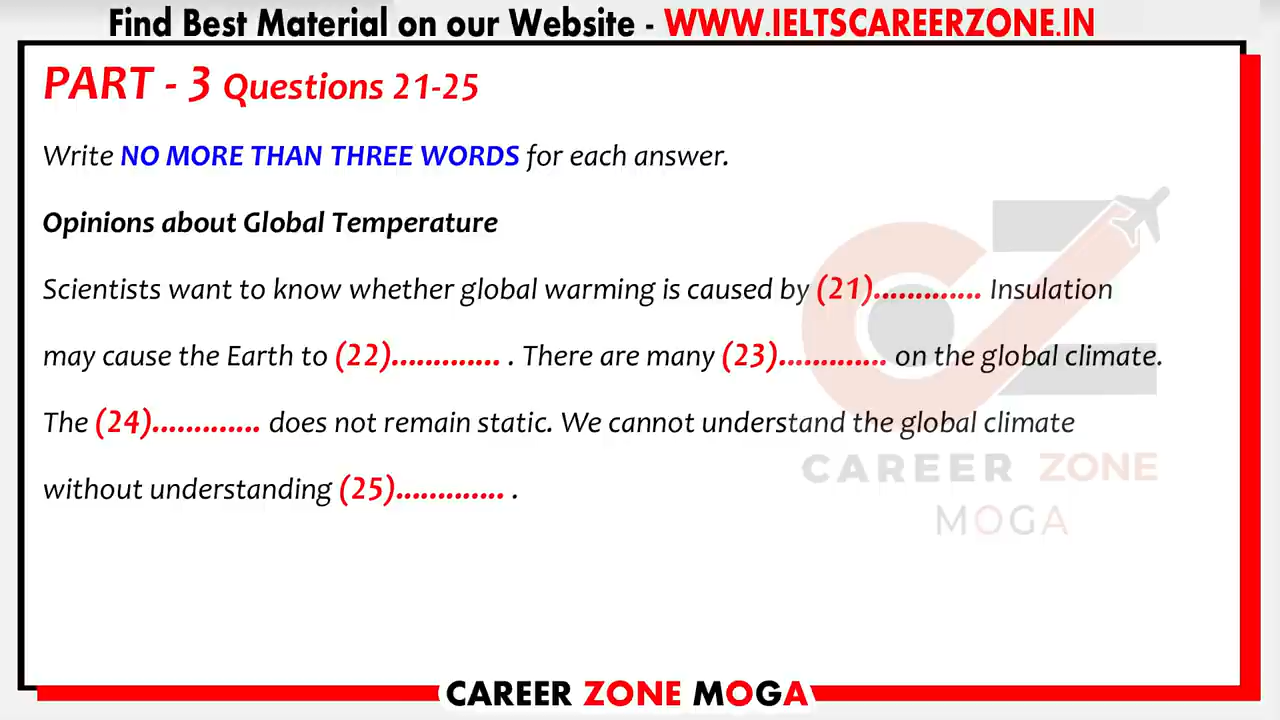 Find Best Material on our Website - WWW.IELTSCAREERZONE.IN
PART - 3 Questions 21-25
Write NO MORE THAN THREE WORDS for each answer.
Opinions about Global Temperature
Scientists want to know whether global warming is caused by (21)............. Insulation
may cause the Earth to (22)............. . There are many (23)............. on the global climate.
The (24)............. does not remain static. We cannot understand the global climate
without understanding (25)............. .
CZ
CAREER ZONE
MOGA
CAREER ZONE MOGA